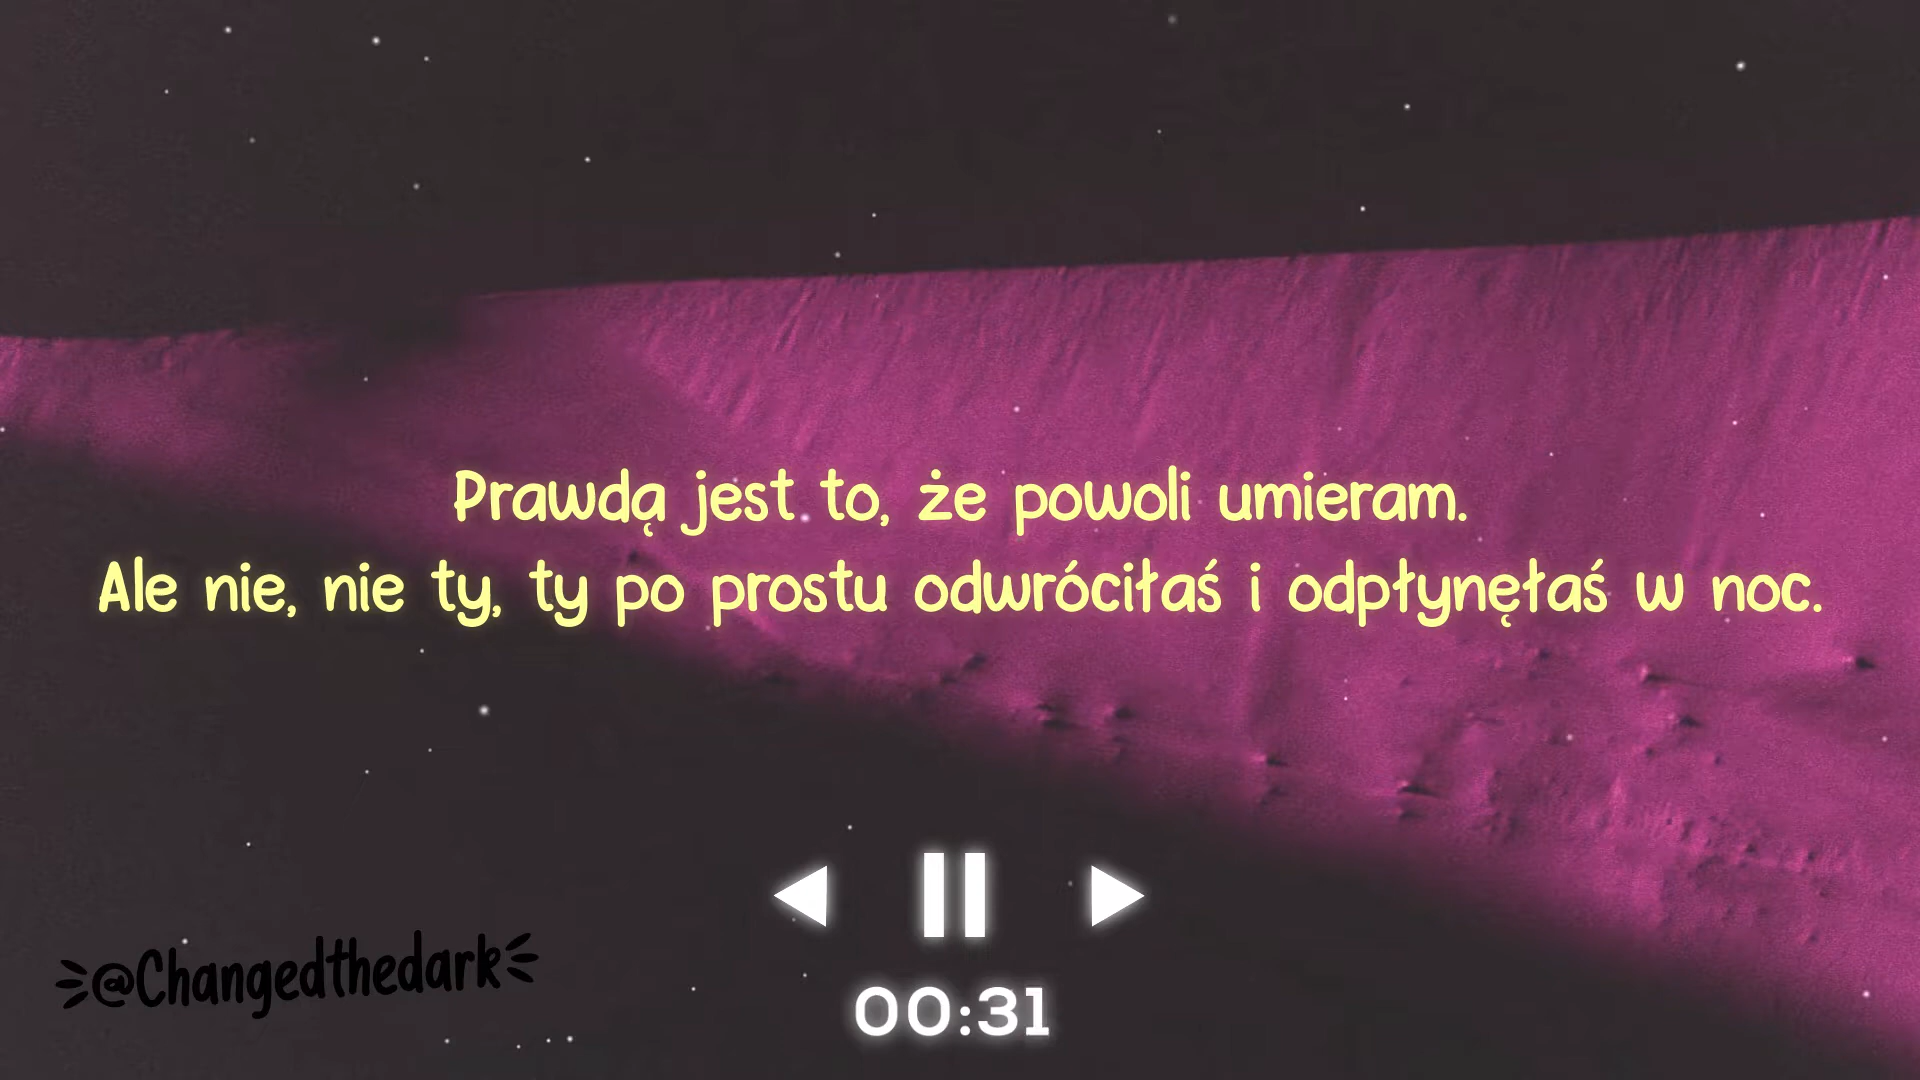 Prawdą jest to, że powoli umieram.
Ale nie, nie ty, ty po prostu odwróciłaś i odpłynęłaś w noc.
@Changedthedark
00:31